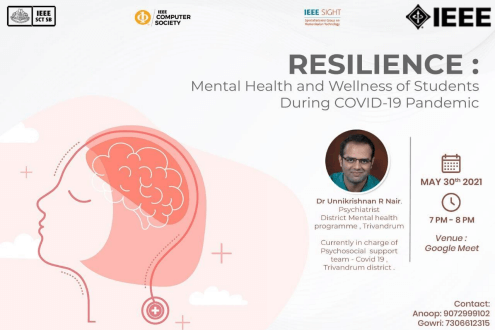 IEEE
SCT SB
IEEE
COMPUTER
SOCIETY
IEEE SIGHT
IEEE
RESILIENCE :
Mental Health and Wellness of Students
During COVID-19 Pandemic
Dr Unnikrishnan R Nair.
Psychiatrist
District Mental health
programme , Trivandrum
Currently in charge of
Psychosocial support
team - Covid 19 ,
Trivandrum district .
MAY 30th 2021
7 PM - 8 PM
Venue :
Google Meet
Contact:
Anoop: 9072999102
Gowri: 7306612315